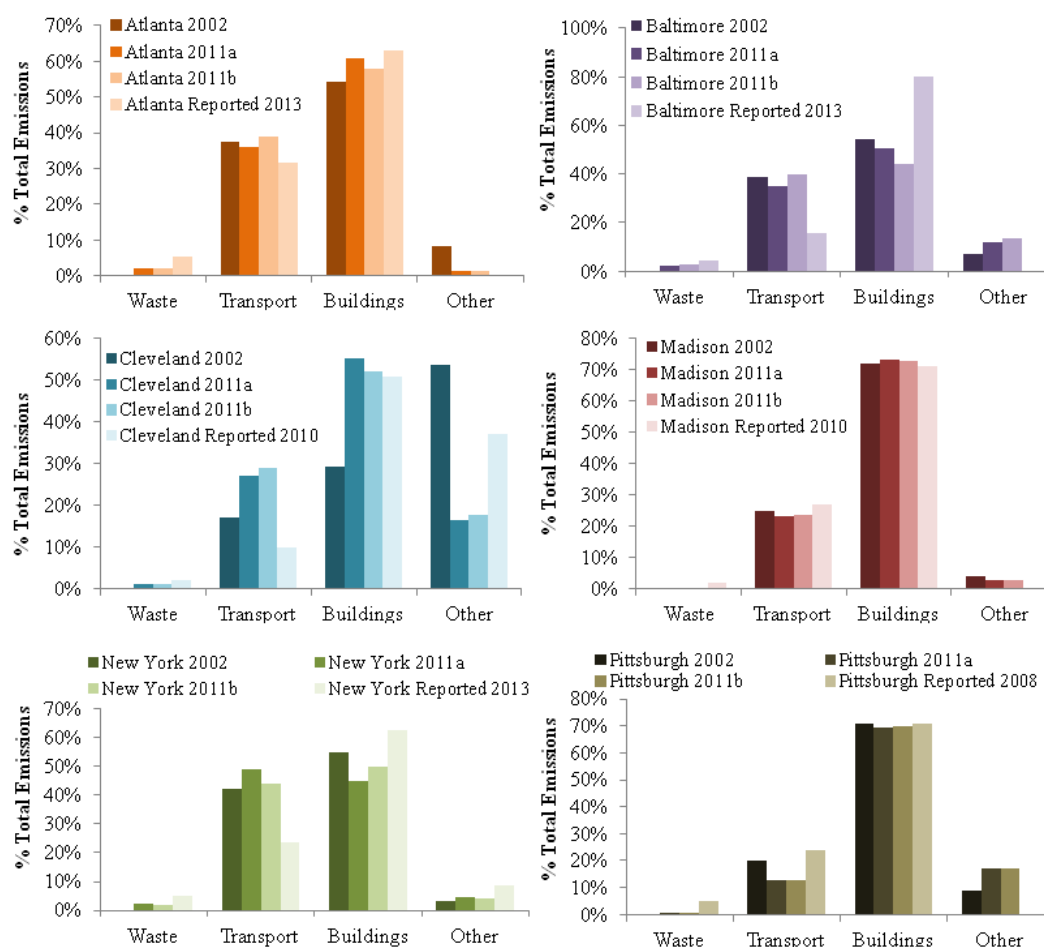 % Total Emissions
70%
60%
50%
40%
30%
20%
10%
0%
Atlanta 2002
Atlanta 2011a
Atlanta 2011b
Atlanta Reported 2013
Waste Transport Buildings Other
% Total Emissions
100%
80%
60%
40%
20%
0%
Baltimore 2002
Baltimore 2011a
Baltimore 2011b
Baltimore Reported 2013
Waste Transport Buildings Other
% Total Emissions
60%
50%
40%
30%
20%
10%
0%
Cleveland 2002
Cleveland 2011a
Cleveland 2011b
Cleveland Reported 2010
Waste Transport Buildings Other
% Total Emissions
80%
70%
60%
50%
40%
30%
20%
10%
0%
Madison 2002
Madison 2011a
Madison 2011b
Madison Reported 2010
Waste Transport Buildings Other
New York 2002 New York 2011a
New York 2011b New York Reported 2013
% Total Emissions
70%
60%
50%
40%
30%
20%
10%
0%
Waste Transport Buildings Other
Pittsburgh 2002 Pittsburgh 2011a
Pittsburgh 2011b Pittsburgh Reported 2008
% Total Emissions
80%
70%
60%
50%
40%
30%
20%
10%
0%
Waste Transport Buildings Other